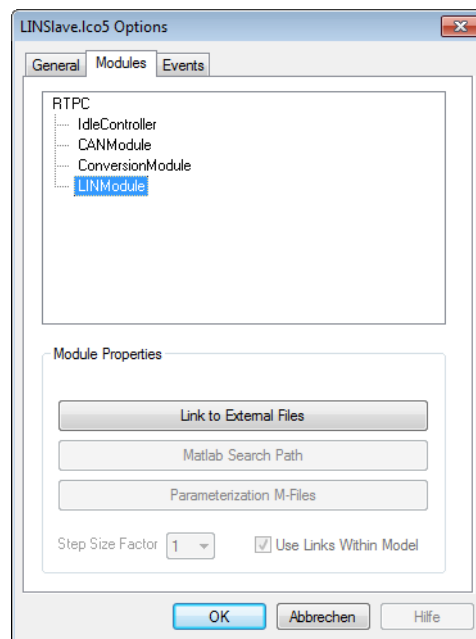 LINSlave.Ico5 Options
General Modules Events
RTPC
IdleController
CANModule
ConversionModule
LINModule
Module Properties
Link to External Files
Matlab Search Path
Parameterization M-Files
Step Size Factor 1 Use Links Within Model
OK Abbrechen Hilfe